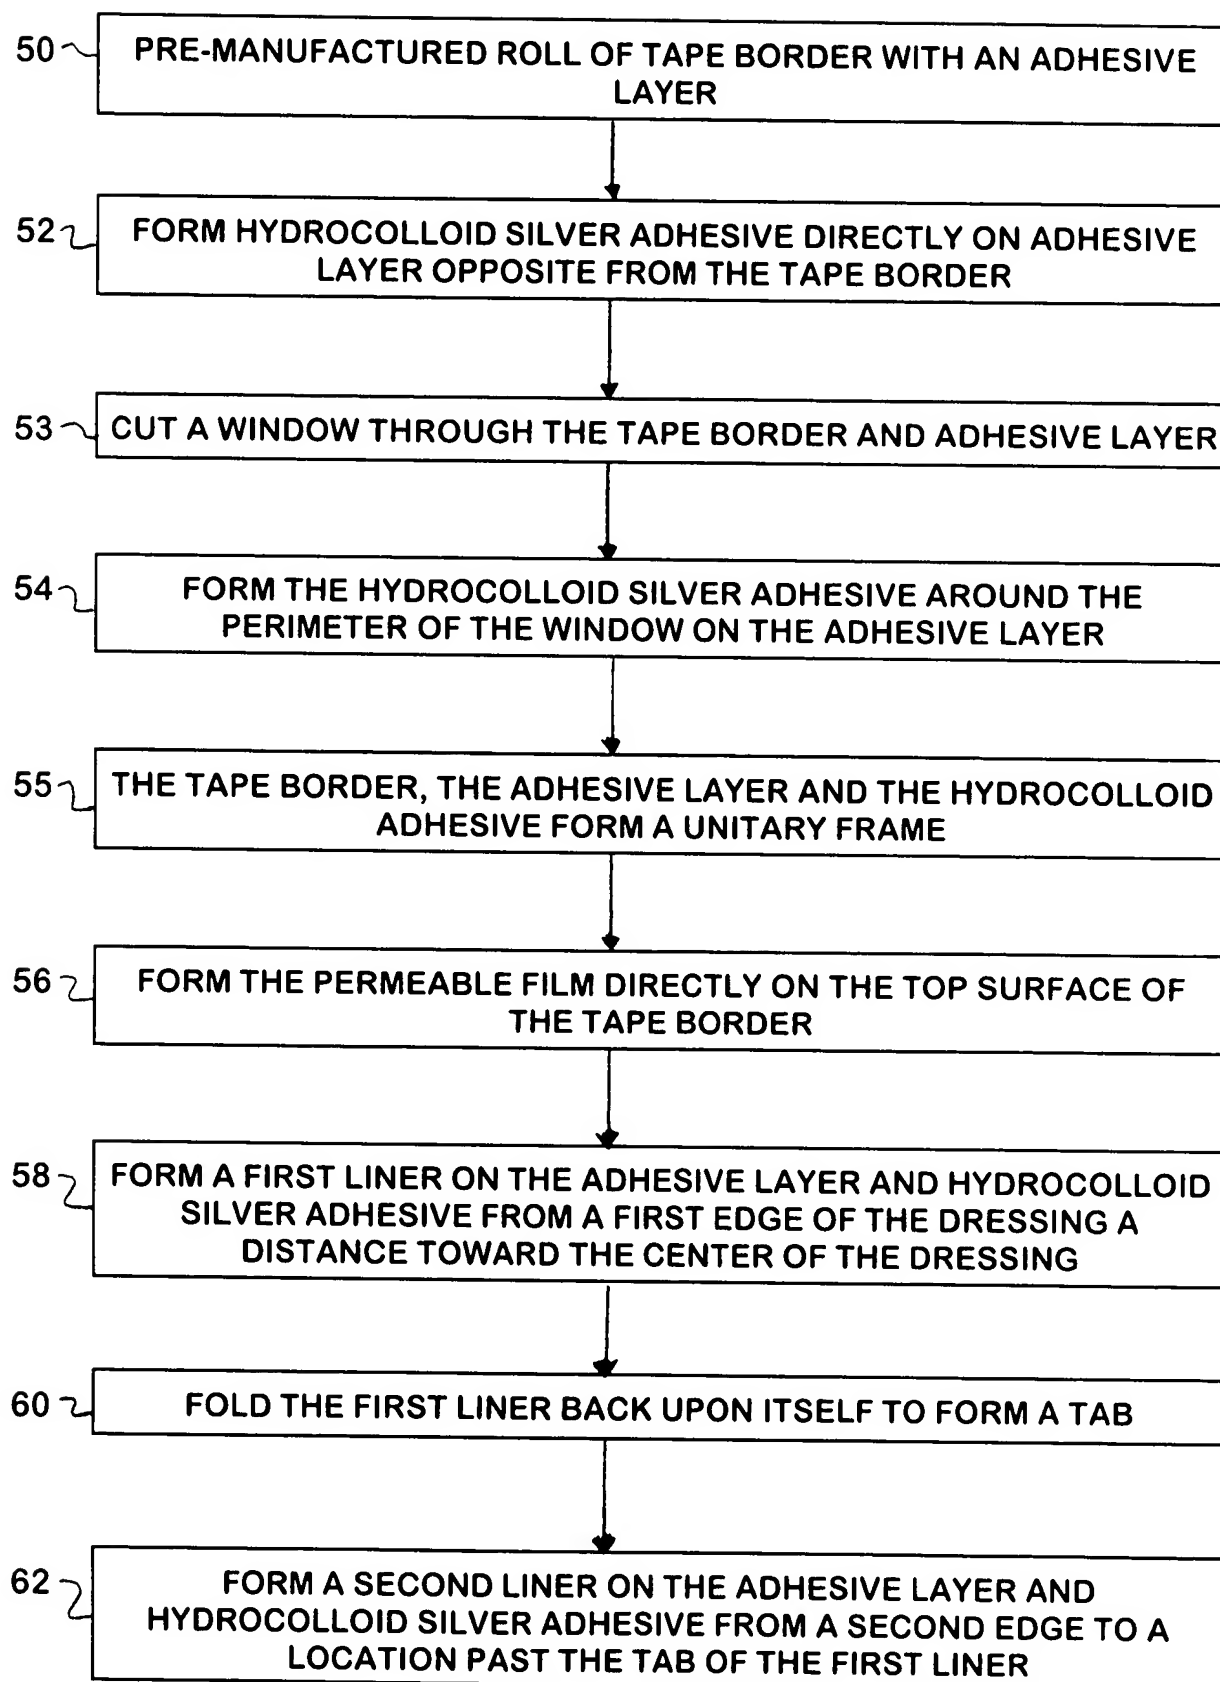 50
PRE-MANUFACTURED ROLL OF TAPE BORDER WITH AN ADHESIVE
LAYER
52
FORM HYDROCOLLOID SILVER ADHESIVE DIRECTLY ON ADHESIVE
LAYER OPPOSITE FROM THE TAPE BORDER
53
CUT A WINDOW THROUGH THE TAPE BORDER AND ADHESIVE LAYER
54
FORM THE HYDROCOLLOID SILVER ADHESIVE AROUND THE
PERIMETER OF THE WINDOW ON THE ADHESIVE LAYER
55
THE TAPE BORDER, THE ADHESIVE LAYER AND THE HYDROCOLLOID
ADHESIVE FORM A UNITARY FRAME
56
FORM THE PERMEABLE FILM DIRECTLY ON THE TOP SURFACE OF
THE TAPE BORDER
58
FORM A FIRST LINER ON THE ADHESIVE LAYER AND HYDROCOLLOID
SILVER ADHESIVE FROM A FIRST EDGE OF THE DRESSING A
DISTANCE TOWARD THE CENTER OF THE DRESSING
60
FOLD THE FIRST LINER BACK UPON ITSELF TO FORM A TAB
62
FORM A SECOND LINER ON THE ADHESIVE LAYER AND
HYDROCOLLOID SILVER ADHESIVE FROM A SECOND EDGE TO A
LOCATION PAST THE TAB OF THE FIRST LINER